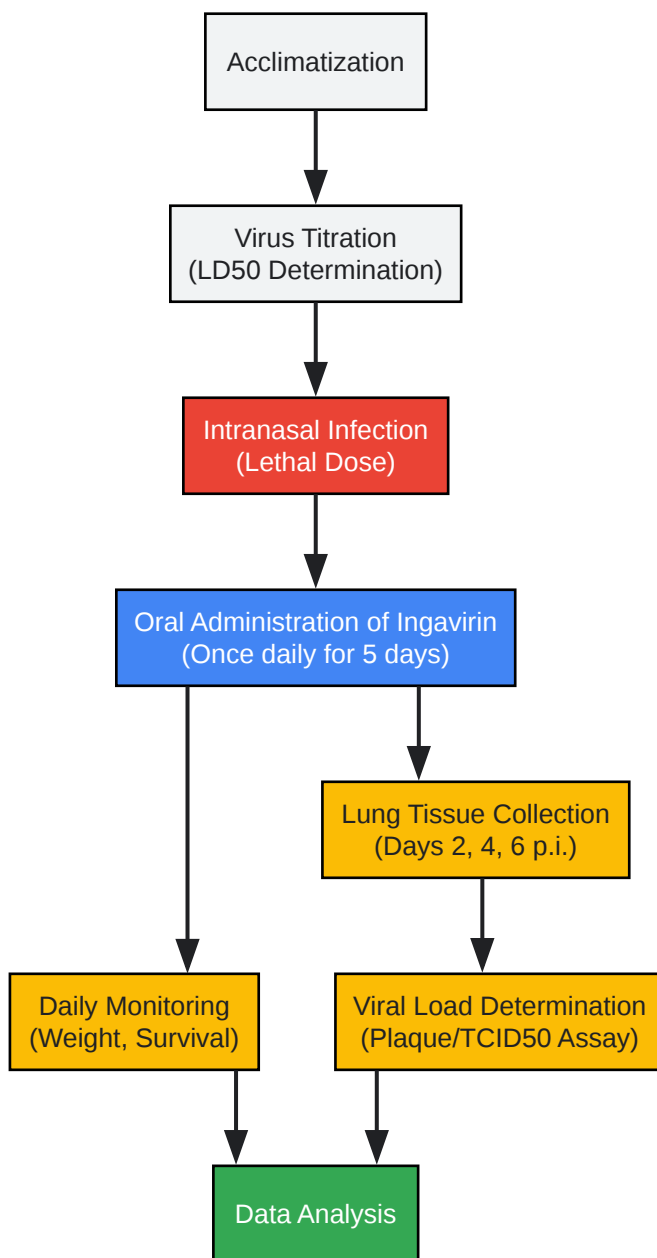 Acclimatization
Virus Titration
(LD50 Determination)
Intranasal Infection
(Lethal Dose)
Oral Administration of Ingavirin
(Once daily for 5 days)
Lung Tissue Collection
(Days 2, 4, 6 p.i.)
Daily Monitoring
(Weight, Survival)
Viral Load Determination
(Plaque/TCID50 Assay)
Data Analysis